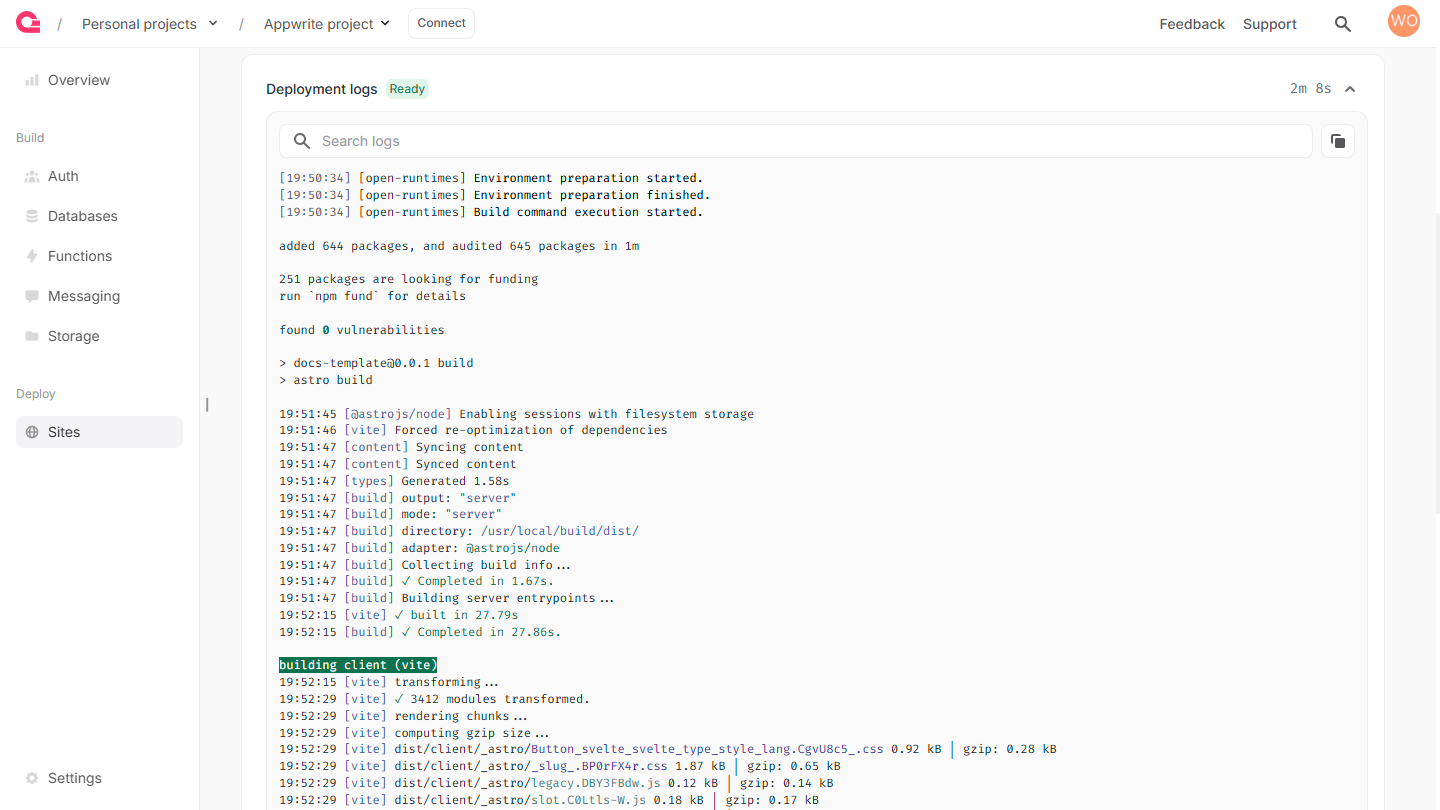 / Personal projects / Appwrite project Connect Feedback Support WO
Overview
Build
Auth
Databases
Functions
Messaging
Storage
Deploy
Sites
Settings
Deployment logs Ready 2m 8s
Search logs
[19:50:34] [open-runtimes] Environment preparation started.
[19:50:34] [open-runtimes] Environment preparation finished.
[19:50:34] [open-runtimes] Build command execution started.
added 644 packages, and audited 645 packages in 1m
251 packages are looking for funding
run `npm fund` for details
found 0 vulnerabilities
> docs-template@0.0.1 build
> astro build
19:51:45 [@astrojs/node] Enabling sessions with filesystem storage
19:51:46 [vite] Forced re-optimization of dependencies
19:51:47 [content] Syncing content
19:51:47 [content] Synced content
19:51:47 [types] Generated 1.58s
19:51:47 [build] output: "server"
19:51:47 [build] mode: "server"
19:51:47 [build] directory: /usr/local/build/dist/
19:51:47 [build] adapter: @astrojs/node
19:51:47 [build] Collecting build info...
19:51:47 [build] ✓ Completed in 1.67s.
19:51:47 [build] Building server entrypoints...
19:52:15 [vite] ✓ built in 27.79s
19:52:15 [build] ✓ Completed in 27.86s.
building client (vite)
19:52:15 [vite] transforming...
19:52:29 [vite] ✓ 3412 modules transformed.
19:52:29 [vite] rendering chunks...
19:52:29 [vite] computing gzip size...
19:52:29 [vite] dist/client/_astro/Button_svelte_svelte_type_style_lang.CgvU8c5_.css 0.92 kB │ gzip: 0.28 kB
19:52:29 [vite] dist/client/_astro/_slug_.BP0rFX4r.css 1.87 kB │ gzip: 0.65 kB
19:52:29 [vite] dist/client/_astro/legacy.DBY3FBdw.js 0.12 kB │ gzip: 0.14 kB
19:52:29 [vite] dist/client/_astro/slot.C0Ltls-W.js 0.18 kB │ gzip: 0.17 kB